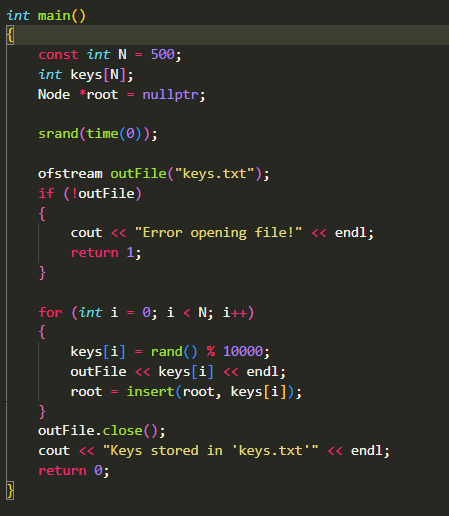 int main()
{
    const int N = 500;
    int keys[N];
    Node *root = nullptr;

    srand(time(0));

    ofstream outFile("keys.txt");
    if (!outFile)
    {
        cout << "Error opening file!" << endl;
        return 1;
    }

    for (int i = 0; i < N; i++)
    {
        keys[i] = rand() % 10000;
        outFile << keys[i] << endl;
        root = insert(root, keys[i]);
    }
    outFile.close();
    cout << "Keys stored in 'keys.txt'" << endl;
    return 0;
}